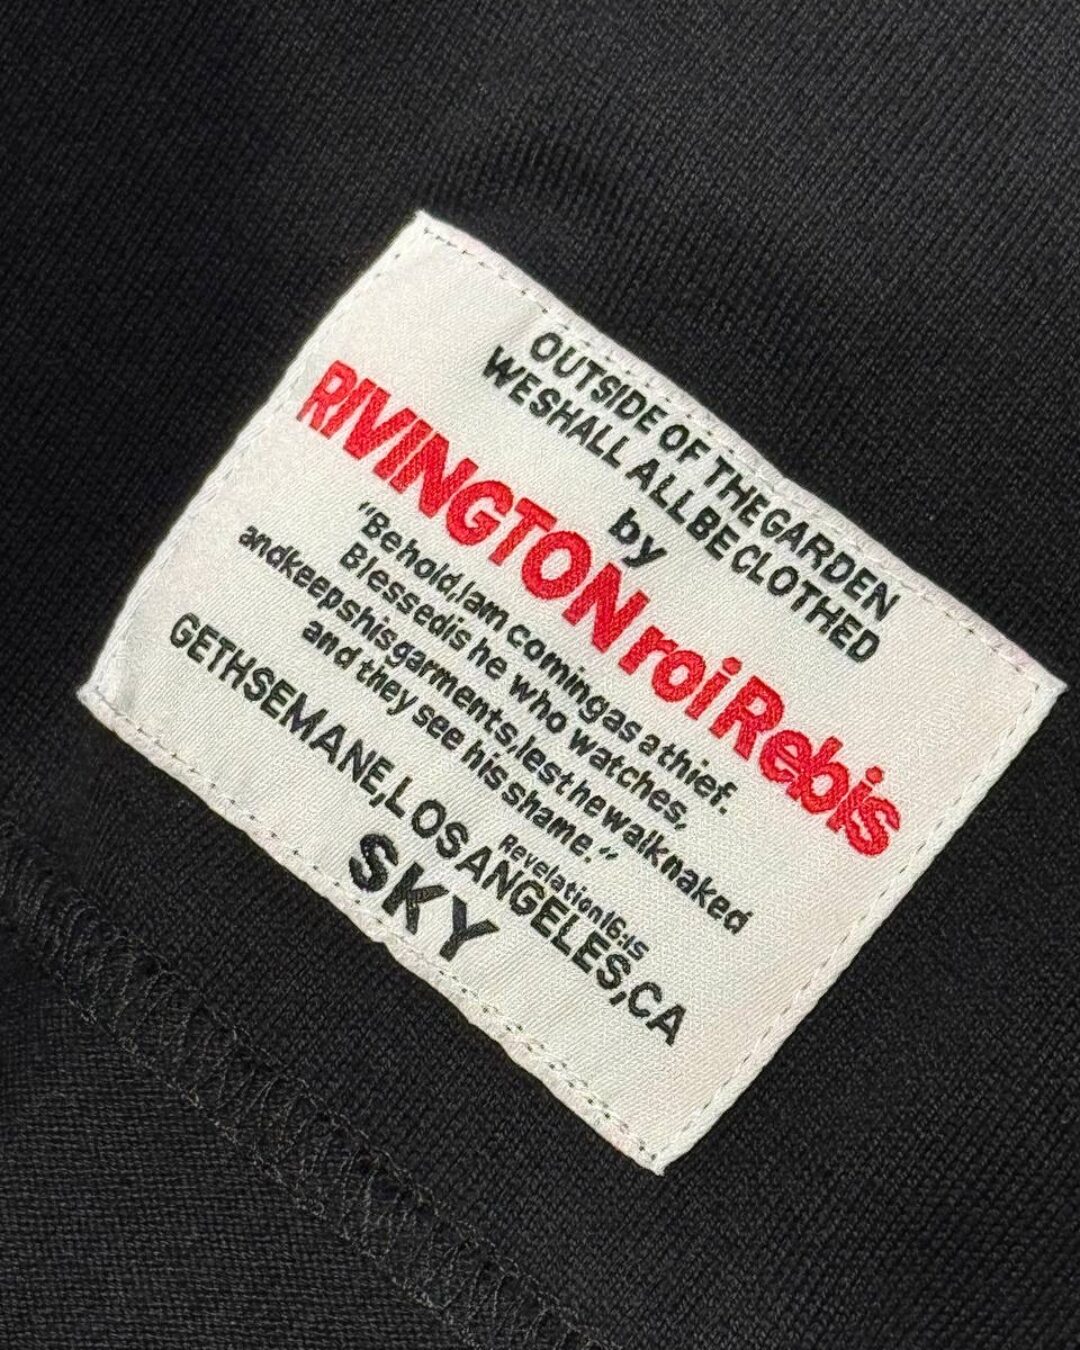 OUTSIDE OF THE GARDEN
WE SHALL ALL BE CLOTHED
by
RIVINGTON roi Rebis
“Behold, I am coming as a thief.
Blessed is he who watches,
and keeps his garments, lest he walk naked
and they see his shame.”
Revelation 16:15
GETHSEMANE, LOS ANGELES, CA
SKY